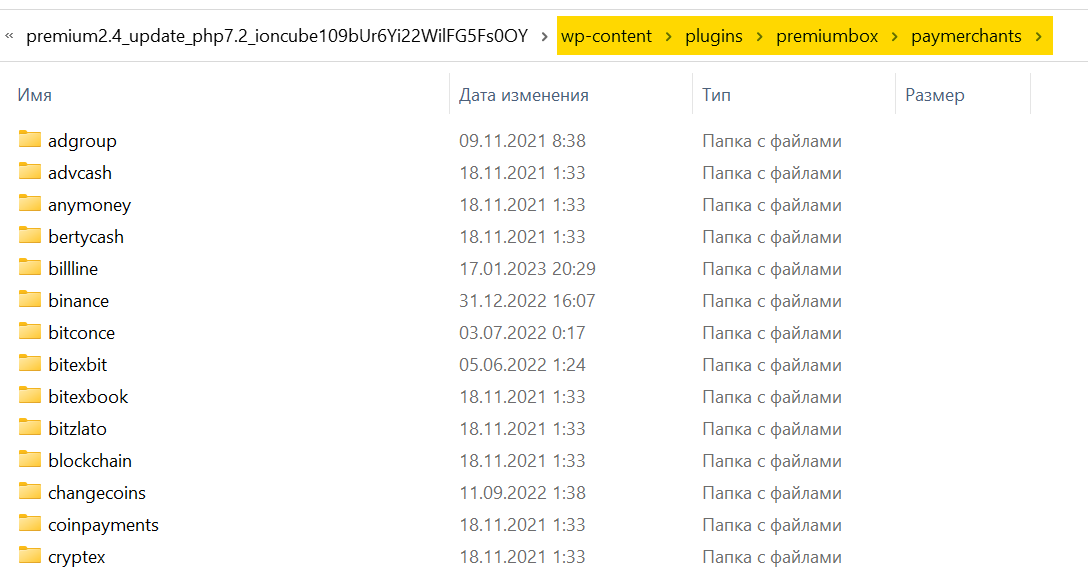 « premium2.4_update_php7.2_ioncube109bUr6Yi22WilFG5Fs0OY > wp-content > plugins > premiumbox > paymerchants >
Имя Дата изменения Тип Размер
adgroup 09.11.2021 8:38 Папка с файлами
advcash 18.11.2021 1:33 Папка с файлами
anymoney 18.11.2021 1:33 Папка с файлами
bertycash 18.11.2021 1:33 Папка с файлами
billline 17.01.2023 20:29 Папка с файлами
binance 31.12.2022 16:07 Папка с файлами
bitconce 03.07.2022 0:17 Папка с файлами
bitexbit 05.06.2022 1:24 Папка с файлами
bitexbook 18.11.2021 1:33 Папка с файлами
bitzlato 18.11.2021 1:33 Папка с файлами
blockchain 18.11.2021 1:33 Папка с файлами
changecoins 11.09.2022 1:38 Папка с файлами
coinpayments 18.11.2021 1:33 Папка с файлами
cryptex 18.11.2021 1:33 Папка с файлами